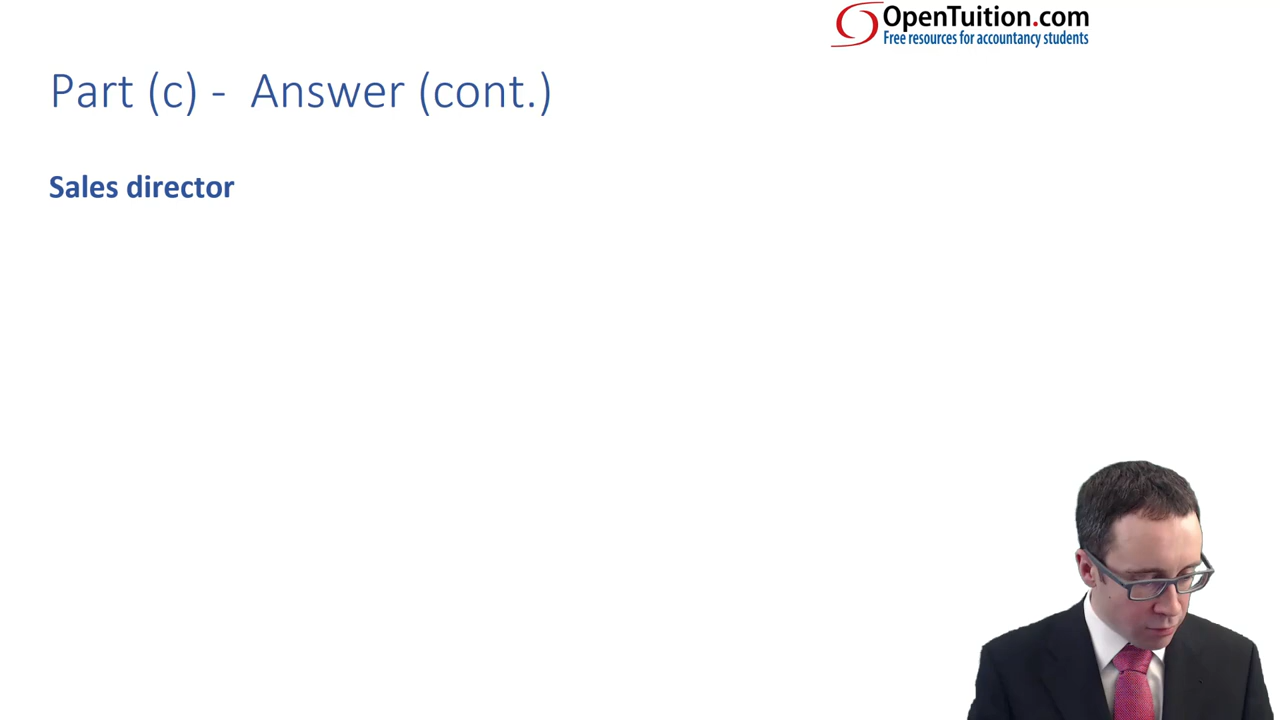 OpenTuition.com
Free resources for accountancy students
Part (c) - Answer (cont.)
Sales director